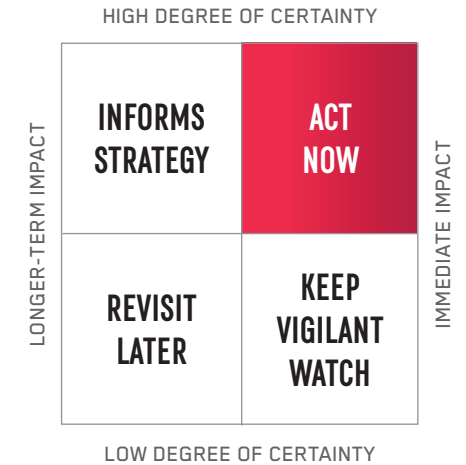 HIGH DEGREE OF CERTAINTY
LONGER-TERM IMPACT
INFORMS
STRATEGY
ACT
NOW
IMMEDIATE IMPACT
REVISIT
LATER
KEEP
VIGILANT
WATCH
LOW DEGREE OF CERTAINTY